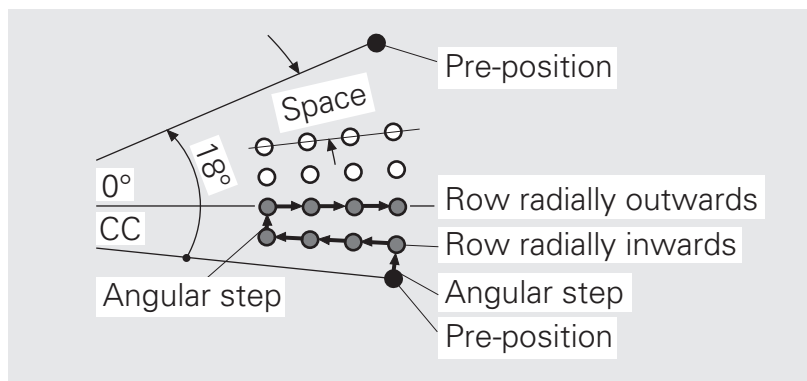 Pre-position
Space
18°
0°
Row radially outwards
CC
Row radially inwards
Angular step
Angular step
Pre-position